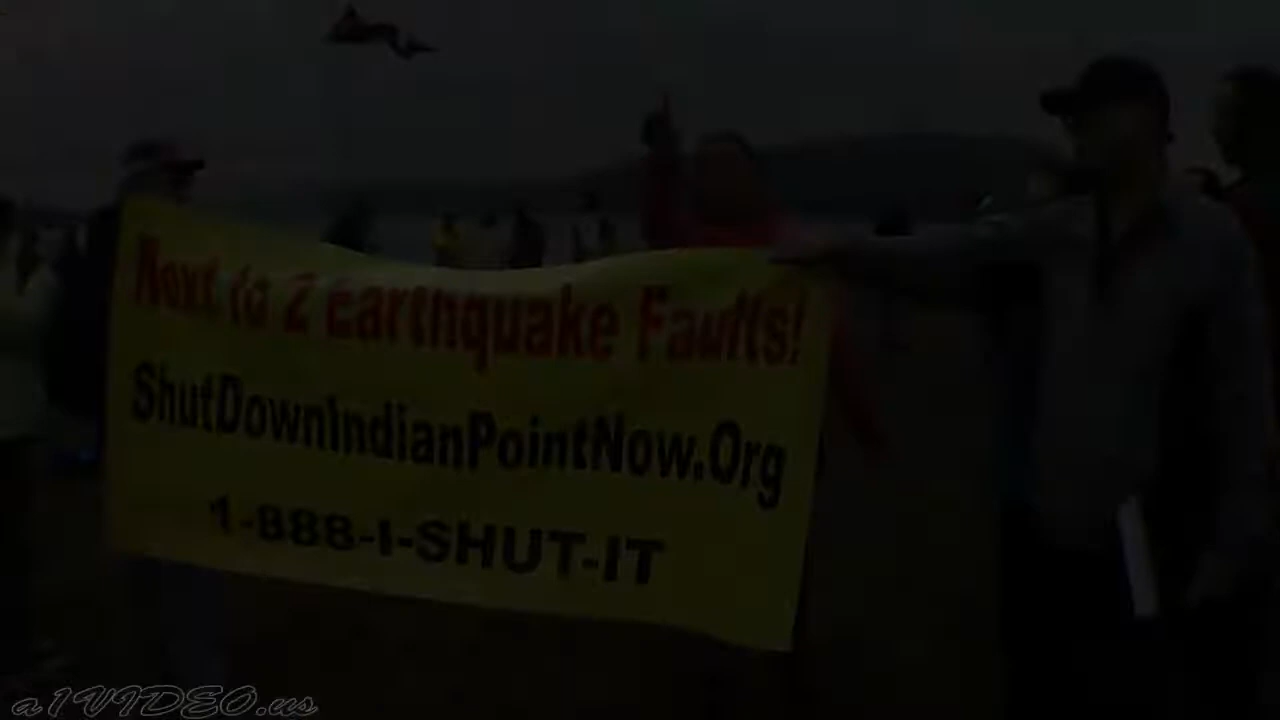 Next to 2 Earthquake Faults!
ShutDownIndianPointNow.Org
1-888-I-SHUT-IT
a1VIDEO.us